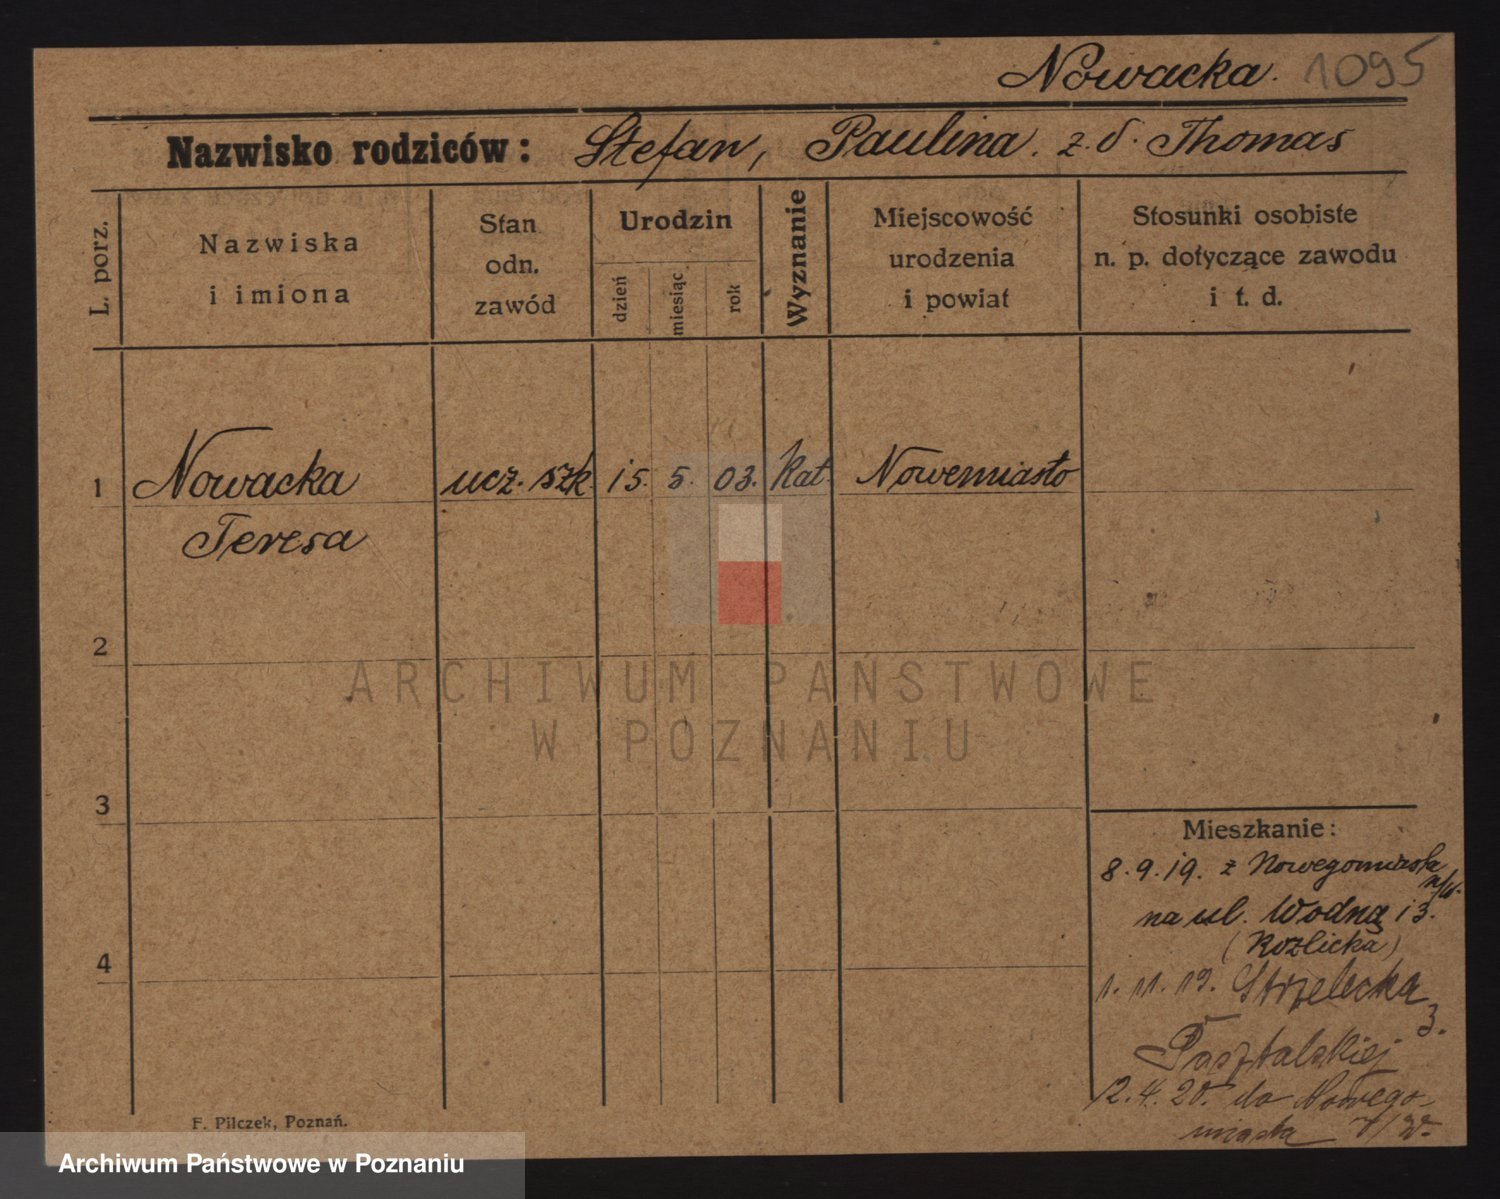 Nowacka. 1095
Nazwisko rodziców: Stefan, Paulina. z. d. Thomas
L. porz.
Nazwiska
i imiona
Stan
odn.
zawód
Urodzin
dzień
miesiąc
rok
Wyznanie
Miejscowość
urodzenia
i powiat
Stosunki osobiste
n. p. dotyczące zawodu
i t. d.
1 Nowacka ucz. szk. 15. 5. 03. Kat. Nowemiasto
Teresa
2
3
4
ARCHIWUM PAŃSTWOWE
W POZNANIU
Mieszkanie:
8.9.19. z Nowegomiasta
n/W.
na ul. Wodną 13.
(Kozlicka)
1. 11. 19. Strzelecka
3.
12.4.20. do Nowego-
miasta /W.
F. Pilczek, Poznań.
Archiwum Państwowe w Poznaniu